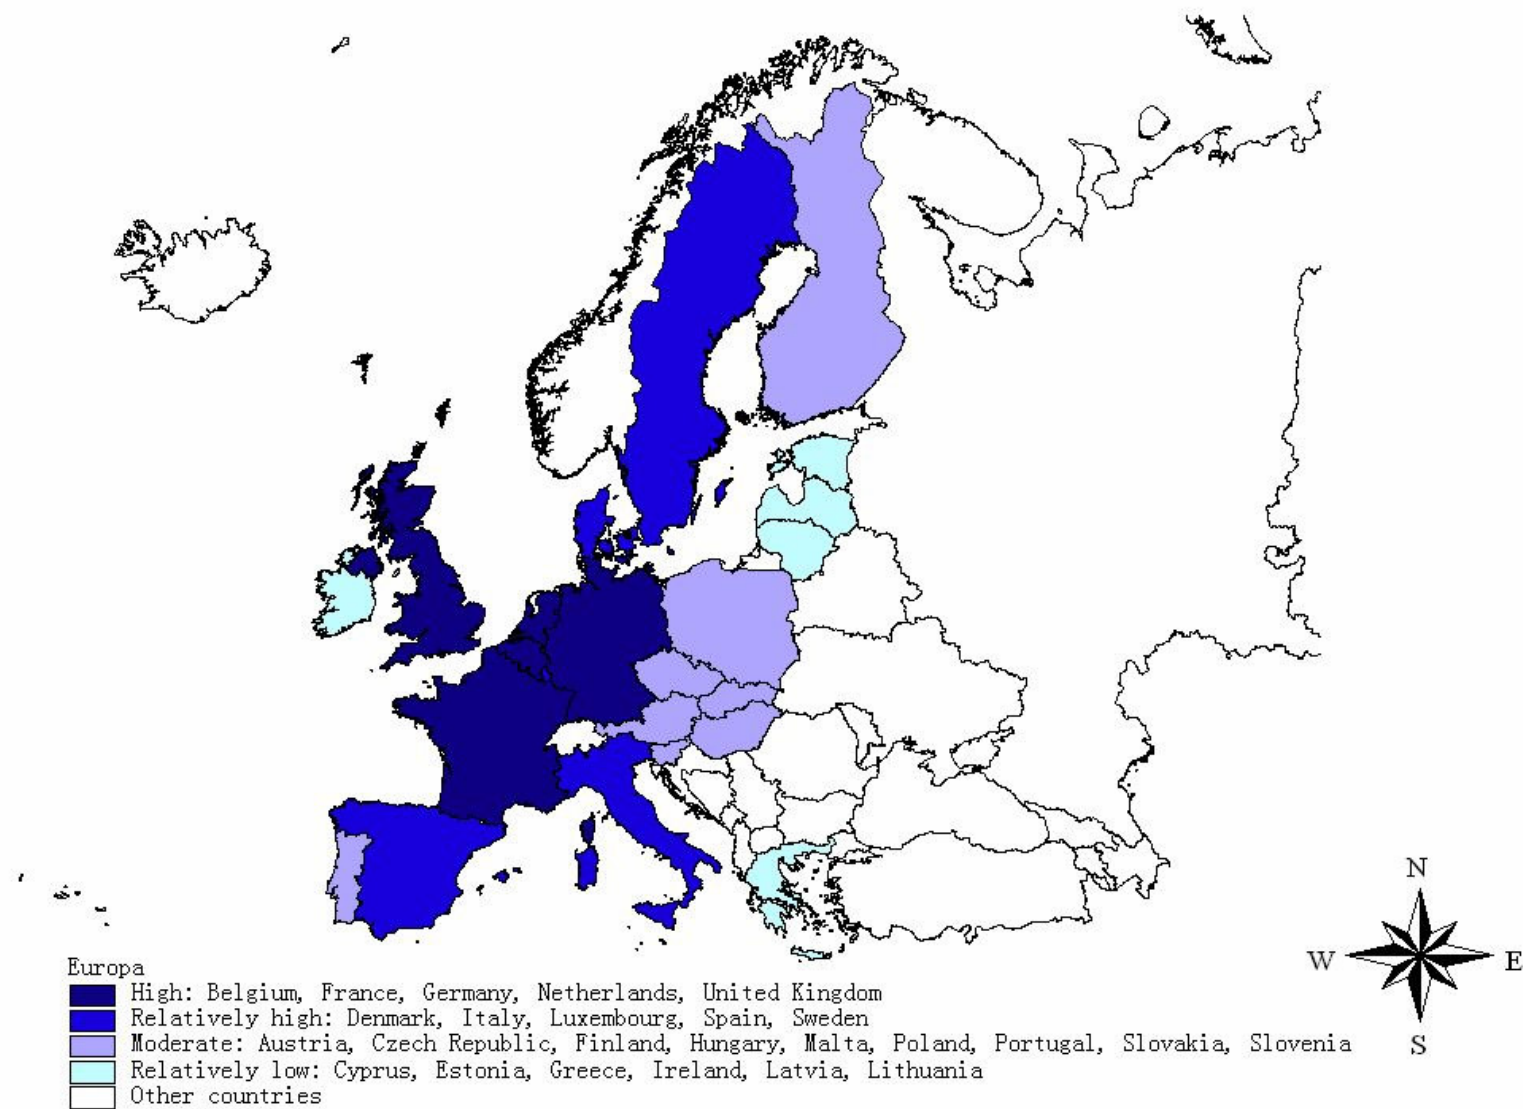 N
W
E
S
Europa
High: Belgium, France, Germany, Netherlands, United Kingdom
Relatively high: Denmark, Italy, Luxembourg, Spain, Sweden
Moderate: Austria, Czech Republic, Finland, Hungary, Malta, Poland, Portugal, Slovakia, Slovenia
Relatively low: Cyprus, Estonia, Greece, Ireland, Latvia, Lithuania
Other countries